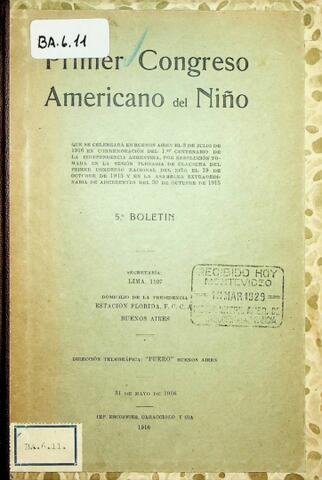 BA.6.11
Primer Congreso
Americano del Niño
QUE SE CELEBRARÁ EN BUENOS AIRES EL 9 DE JULIO DE
1916 EN CONMEMORACIÓN DEL 1.er CENTENARIO DE
LA INDEPENDENCIA ARGENTINA, POR RESOLUCIÓN TO-
MADA EN LA SESIÓN PLENARIA DE CLAUSURA DEL
PRIMER CONGRESO NACIONAL DEL NIÑO EL 19 DE
OCTUBRE DE 1913 Y EN LA ASAMBLEA EXTRAORDI-
NARIA DE ADHERENTES DEL 30 DE OCTUBRE DE 1915
5.º BOLETIN
SECRETARÍA:
LIMA, 1197
DOMICILIO DE LA PRESIDENCIA
ESTACIÓN FLORIDA, F. C. C. A.
BUENOS AIRES
RECIBIDO HOY
MONTEVIDEO
MAR 1929
DIRECCIÓN TELEGRÁFICA: "PUERO" BUENOS AIRES
31 DE MAYO DE 1916
IMP. ESCOFFIER, CARACCIOLO Y CIA
1916
BA.6.11.